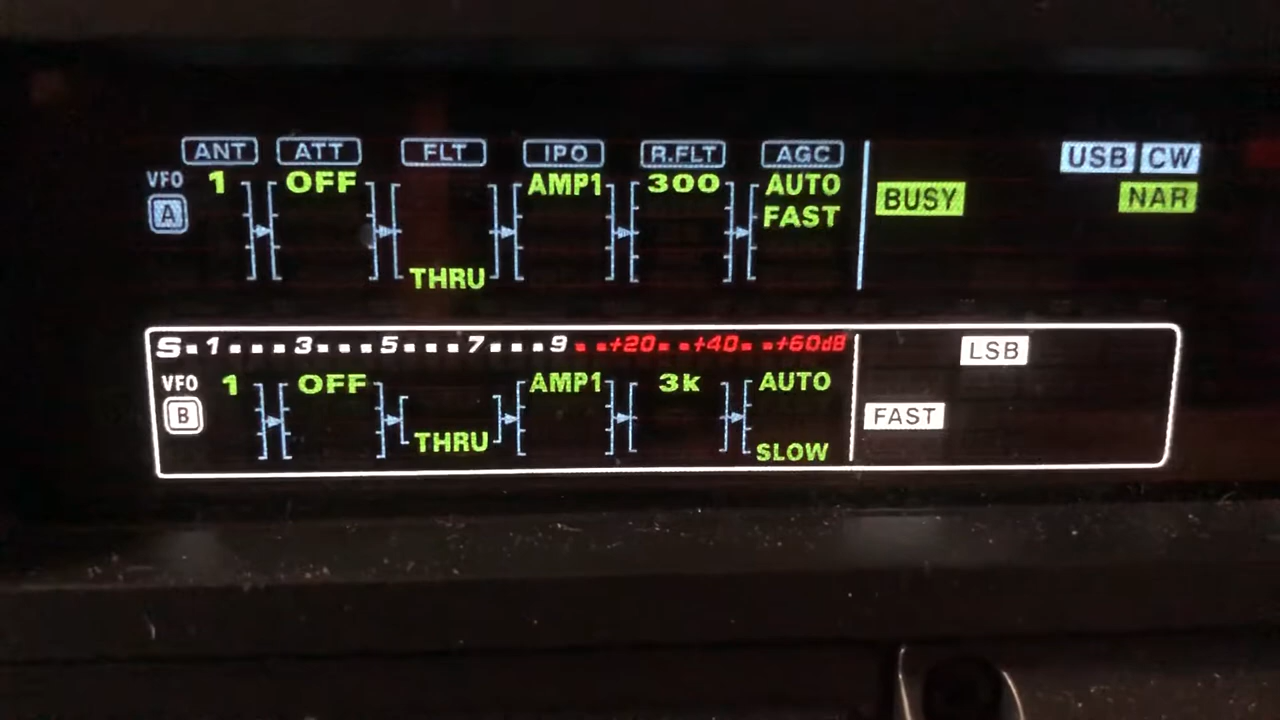 ANT ATT FLT IPO R.FLT AGC USB CW
VFO 1 OFF AMP1 300 AUTO BUSY NAR
A FAST
THRU
S 1 3 5 7 9 +20 +40 +60dB LSB
VFO 1 OFF AMP1 3k AUTO
B THRU FAST
SLOW